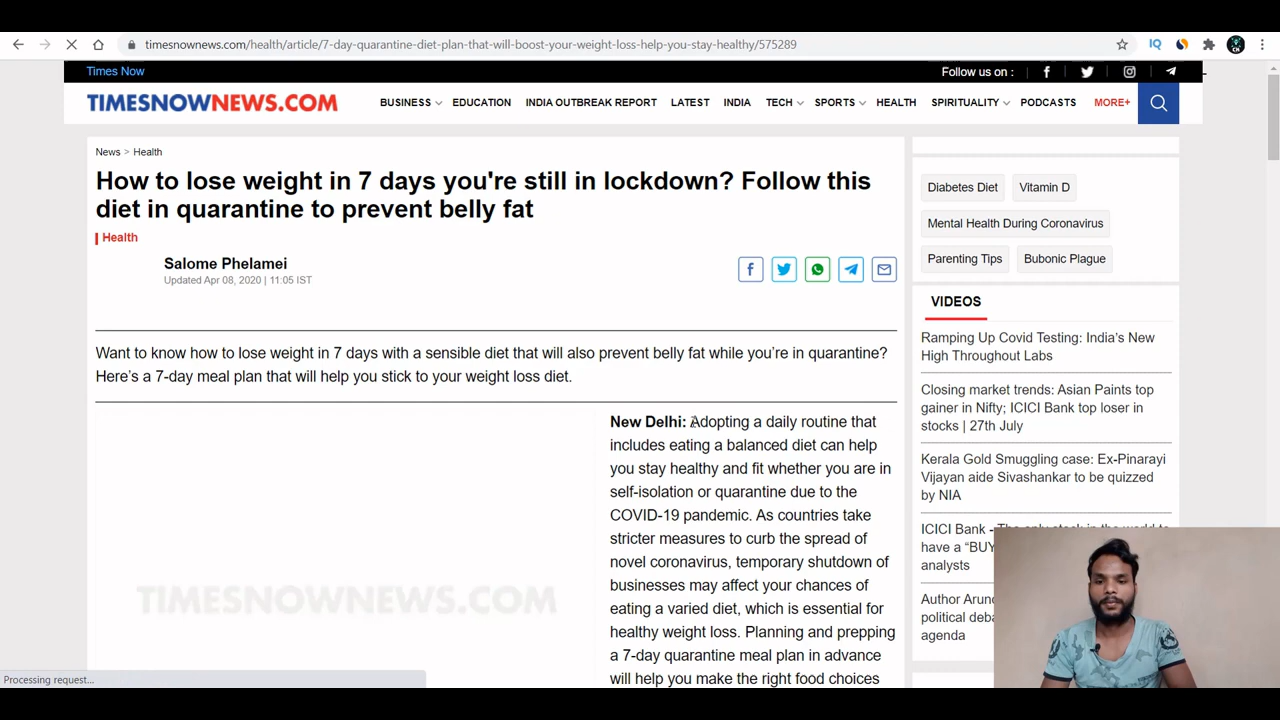 timesnownews.com/health/article/7-day-quarantine-diet-plan-that-will-boost-your-weight-loss-help-you-stay-healthy/575289
Times Now
Follow us on :
TIMESNOWNEWS.COM
BUSINESS EDUCATION INDIA OUTBREAK REPORT LATEST INDIA TECH SPORTS HEALTH SPIRITUALITY PODCASTS MORE+
News > Health
How to lose weight in 7 days you're still in lockdown? Follow this
diet in quarantine to prevent belly fat
Health
Salome Phelamei
Updated Apr 08, 2020 | 11:05 IST
Want to know how to lose weight in 7 days with a sensible diet that will also prevent belly fat while you’re in quarantine?
Here’s a 7-day meal plan that will help you stick to your weight loss diet.
New Delhi: Adopting a daily routine that
includes eating a balanced diet can help
you stay healthy and fit whether you are in
self-isolation or quarantine due to the
COVID-19 pandemic. As countries take
stricter measures to curb the spread of
novel coronavirus, temporary shutdown of
businesses may affect your chances of
eating a varied diet, which is essential for
healthy weight loss. Planning and prepping
a 7-day quarantine meal plan in advance
will help you make the right food choices
TIMESNOWNEWS.COM
Diabetes Diet Vitamin D
Mental Health During Coronavirus
Parenting Tips Bubonic Plague
VIDEOS
Ramping Up Covid Testing: India’s New
High Throughout Labs
Closing market trends: Asian Paints top
gainer in Nifty; ICICI Bank top loser in
stocks | 27th July
Kerala Gold Smuggling case: Ex-Pinarayi
Vijayan aide Sivashankar to be quizzed
by NIA
ICICI Bank - The only stock in the world to
have a “BUY
analysts
Author
political
agenda
Processing request...